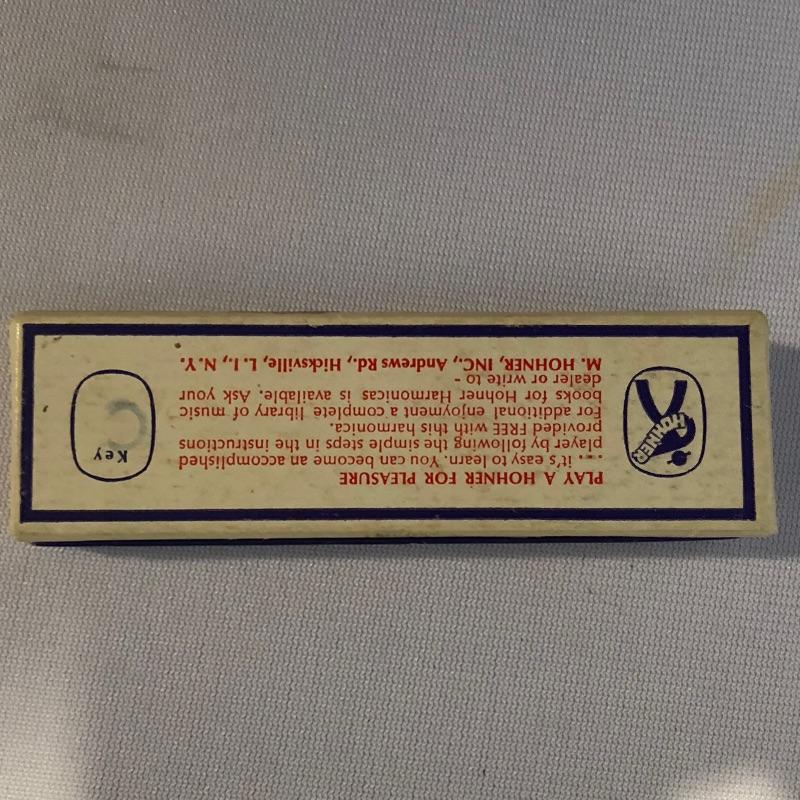 HOHNER
PLAY A HOHNER FOR PLEASURE
... it's easy to learn. You can become an accomplished
player by following the simple steps in the instructions
provided FREE with this harmonica.
For additional enjoyment a complete library of music
books for Hohner Harmonicas is available. Ask your
dealer or write to -
M. HOHNER, INC., Andrews Rd., Hicksville, L. I., N.Y.
Key
C